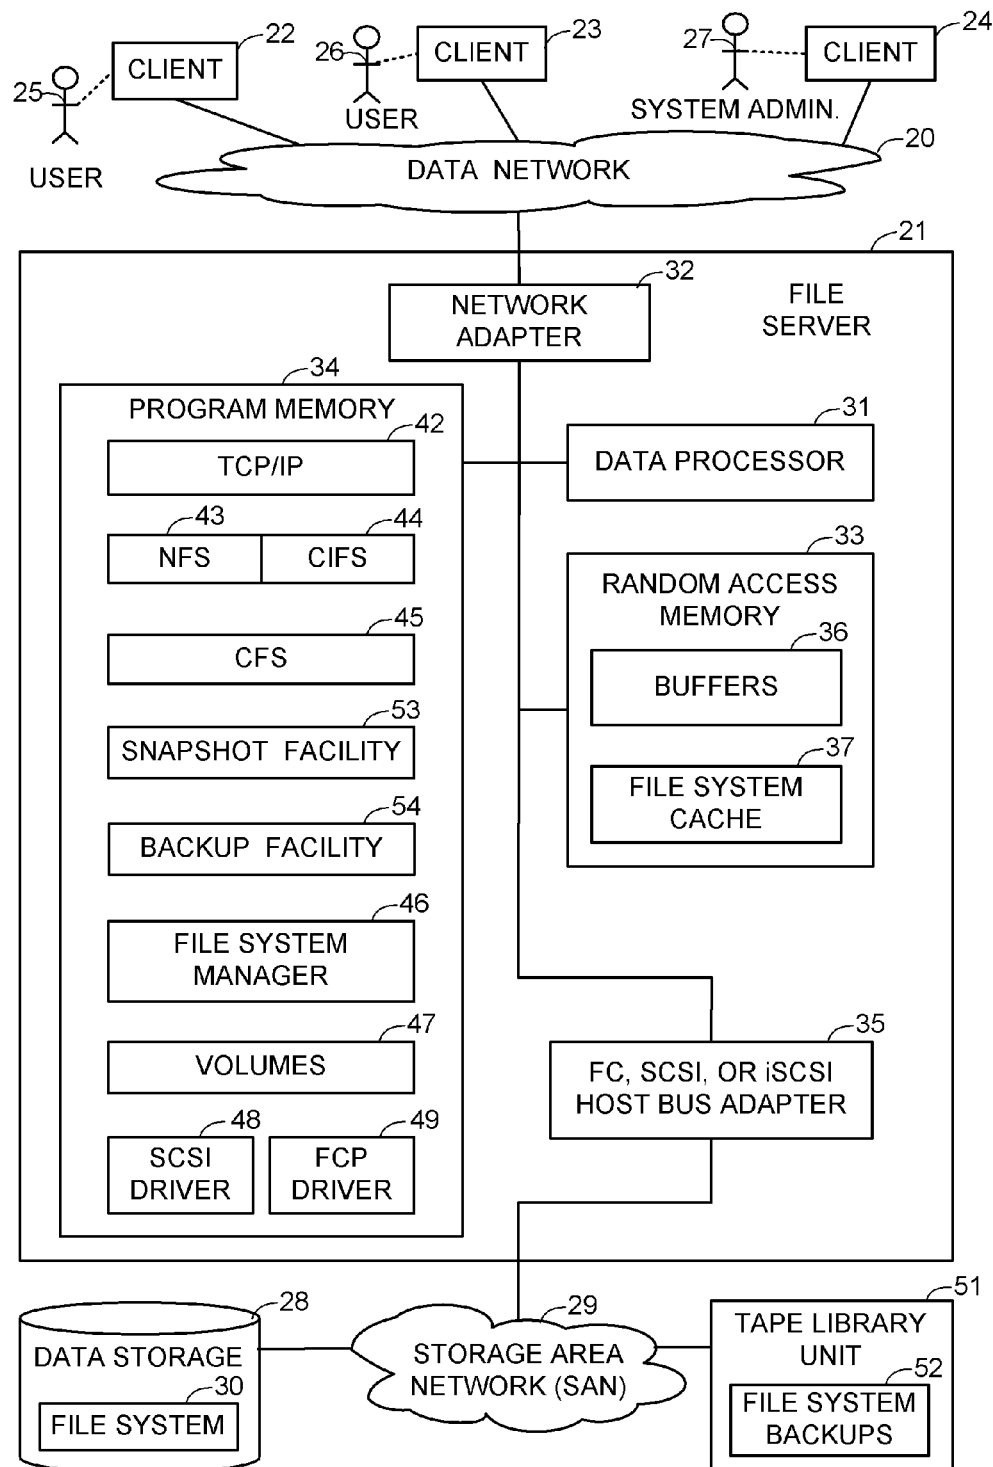 22
CLIENT
25
USER
26
USER
23
CLIENT
27
SYSTEM ADMIN.
24
CLIENT
20
DATA NETWORK
21
FILE
SERVER
32
NETWORK
ADAPTER
34
PROGRAM MEMORY
42
TCP/IP
43
NFS
44
CIFS
45
CFS
53
SNAPSHOT FACILITY
54
BACKUP FACILITY
46
FILE SYSTEM
MANAGER
47
VOLUMES
48
SCSI
DRIVER
49
FCP
DRIVER
31
DATA PROCESSOR
33
RANDOM ACCESS
MEMORY
36
BUFFERS
37
FILE SYSTEM
CACHE
35
FC, SCSI, OR iSCSI
HOST BUS ADAPTER
28
DATA STORAGE
30
FILE SYSTEM
29
STORAGE AREA
NETWORK (SAN)
51
TAPE LIBRARY
UNIT
52
FILE SYSTEM
BACKUPS